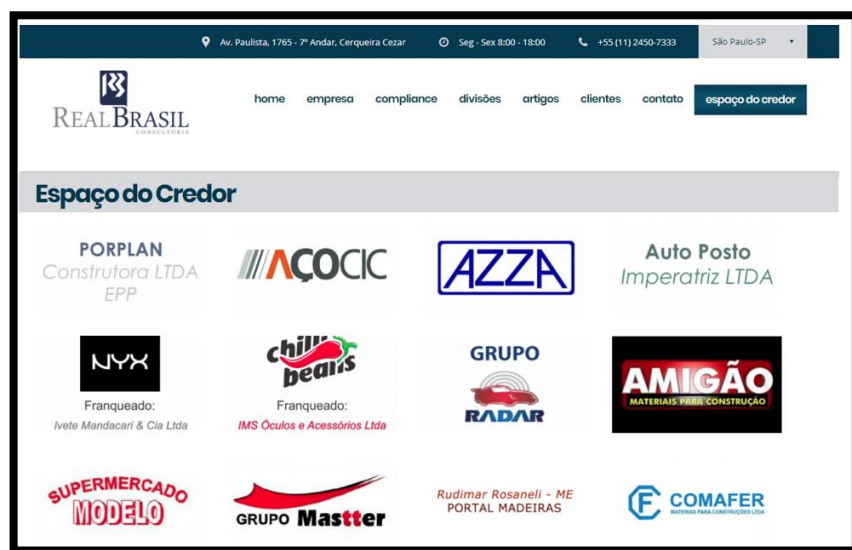 Av. Paulista, 1765 - 7º Andar, Cerqueira Cezar
Seg - Sex 8:00 - 18:00
+55 (11) 2450-7333
São Paulo-SP
REALBRASIL
CONSULTORIA
home empresa compliance divisões artigos clientes contato espaço do credor
Espaço do Credor
PORPLAN
Construtora LTDA
EPP
AÇOCIC
AZZA
Auto Posto
Imperatriz LTDA
NYX
Franqueado:
Ivete Mandacari & Cia Ltda
chilli
beans
Franqueado:
IMS Óculos e Acessórios Ltda
GRUPO
RADAR
AMIGÃO
MATERIAIS PARA CONSTRUÇÃO
SUPERMERCADO
MODELO
GRUPO Mastter
Rudimar Rosaneli - ME
PORTAL MADEIRAS
F COMAFER
MATERIAS PARA CONSTRUÇÕES LTDA